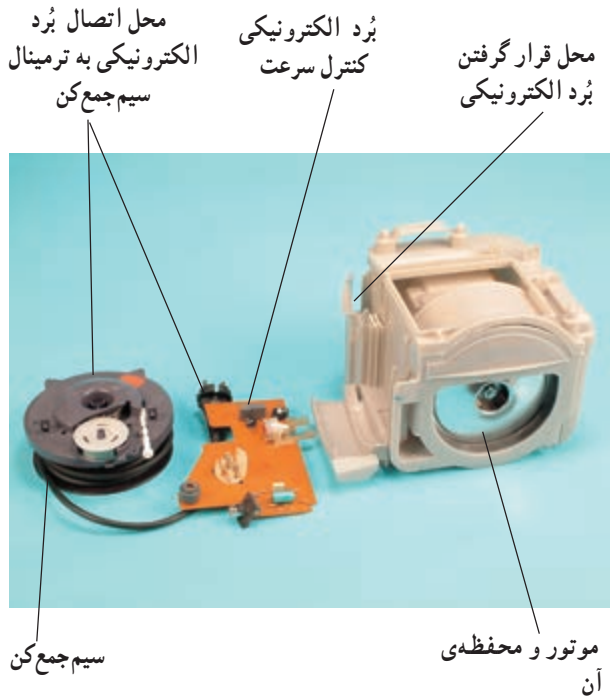 محل قرار گرفتن
بُرد الکترونیکی
بُرد الکترونیکی
کنترل سرعت
محل اتصال بُرد
الکترونیکی به ترمینال
سیم‌جمع‌کن
موتور و محفظه‌ی
آن
سیم‌جمع‌کن